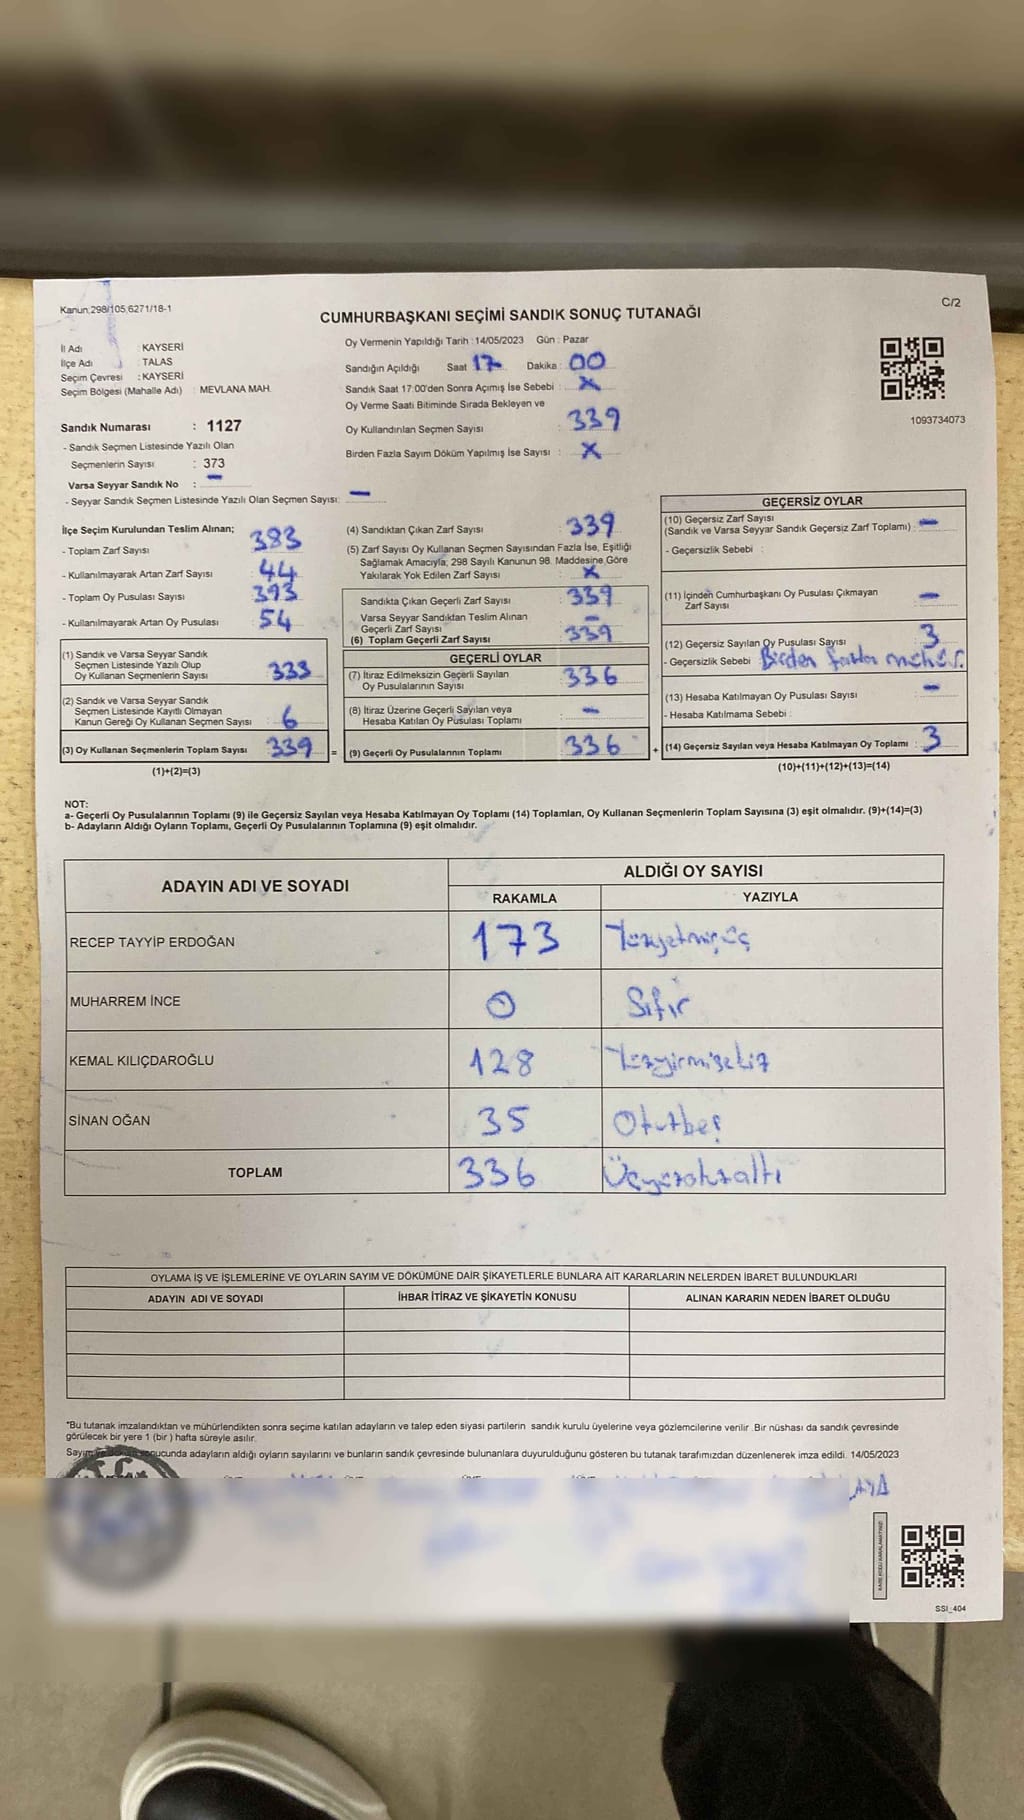 Kanun:298/105,6271/18-1
C/2
CUMHURBAŞKANI SEÇİMİ SANDIK SONUÇ TUTANAĞI
İl Adı : KAYSERİ
İlçe Adı : TALAS
Seçim Çevresi : KAYSERİ
Seçim Bölgesi (Mahalle Adı) : MEVLANA MAH.
Sandık Numarası : 1127
- Sandık Seçmen Listesinde Yazılı Olan
Seçmenlerin Sayısı : 373
Varsa Seyyar Sandık No : -
- Seyyar Sandık Seçmen Listesinde Yazılı Olan Seçmen Sayısı: -
Oy Vermenin Yapıldığı Tarih : 14/05/2023 Gün : Pazar
Sandığın Açıldığı Saat 17 Dakika : 00
Sandık Saat 17:00'den Sonra Açımış İse Sebebi : X
Oy Verme Saati Bitiminde Sırada Bekleyen ve
Oy Kullandırılan Seçmen Sayısı : 339
Birden Fazla Sayım Döküm Yapılmış İse Sayısı : X
1093734073
İlçe Seçim Kurulundan Teslim Alınan;
- Toplam Zarf Sayısı 383
- Kullanılmayarak Artan Zarf Sayısı 44
- Toplam Oy Pusulası Sayısı 393
- Kullanılmayarak Artan Oy Pusulası 54
(1) Sandık ve Varsa Seyyar Sandık
Seçmen Listesinde Yazılı Olup
Oy Kullanan Seçmenlerin Sayısı : 333
(2) Sandık ve Varsa Seyyar Sandık
Seçmen Listesinde Kayıtlı Olmayan
Kanun Gereği Oy Kullanan Seçmen Sayısı : 6
(3) Oy Kullanan Seçmenlerin Toplam Sayısı : 339 =
(1)+(2)=(3)
(4) Sandıktan Çıkan Zarf Sayısı : 339
(5) Zarf Sayısı Oy Kullanan Seçmen Sayısından Fazla İse, Eşitliği
Sağlamak Amacıyla; 298 Sayılı Kanunun 98. Maddesine Göre
Yakılarak Yok Edilen Zarf Sayısı : X
Sandıkta Çıkan Geçerli Zarf Sayısı : 339
Varsa Seyyar Sandıktan Teslim Alınan
Geçerli Zarf Sayısı : -
(6) Toplam Geçerli Zarf Sayısı : 339
GEÇERLİ OYLAR
(7) İtiraz Edilmeksizin Geçerli Sayılan
Oy Pusulalarının Sayısı : 336
(8) İtiraz Üzerine Geçerli Sayılan veya
Hesaba Katılan Oy Pusulası Toplamı : -
(9) Geçerli Oy Pusulalarının Toplamı : 336 +
GEÇERSİZ OYLAR
(10) Geçersiz Zarf Sayısı
(Sandık ve Varsa Seyyar Sandık Geçersiz Zarf Toplamı) : -
- Geçersizlik Sebebi :
(11) İçinden Cumhurbaşkanı Oy Pusulası Çıkmayan
Zarf Sayısı : -
(12) Geçersiz Sayılan Oy Pusulası Sayısı : 3
- Geçersizlik Sebebi : Birden fazla mühür.
(13) Hesaba Katılmayan Oy Pusulası Sayısı : -
- Hesaba Katılmama Sebebi :
(14) Geçersiz Sayılan veya Hesaba Katılmayan Oy Toplamı : 3
(10)+(11)+(12)+(13)=(14)
NOT:
a- Geçerli Oy Pusulalarının Toplamı (9) ile Geçersiz Sayılan veya Hesaba Katılmayan Oy Toplamı (14) Toplamları, Oy Kullanan Seçmenlerin Toplam Sayısına (3) eşit olmalıdır. (9)+(14)=(3)
b- Adayların Aldığı Oyların Toplamı, Geçerli Oy Pusulalarının Toplamına (9) eşit olmalıdır.
ADAYIN ADI VE SOYADI ALDIĞI OY SAYISI
RAKAMLA YAZIYLA
RECEP TAYYİP ERDOĞAN 173 Yüzyetmişüç
MUHARREM İNCE 0 Sıfır
KEMAL KILIÇDAROĞLU 128 Yüzyirmisekiz
SİNAN OĞAN 35 Otuzbeş
TOPLAM 336 Üçyüzotuzaltı
OYLAMA İŞ VE İŞLEMLERİNE VE OYLARIN SAYIM VE DÖKÜMÜNE DAİR ŞİKAYETLERLE BUNLARA AİT KARARLARIN NELERDEN İBARET BULUNDUKLARI
ADAYIN ADI VE SOYADI İHBAR İTİRAZ VE ŞİKAYETİN KONUSU ALINAN KARARIN NEDEN İBARET OLDUĞU
*Bu tutanak imzalandıktan ve mühürlendikten sonra seçime katılan adayların ve talep eden siyasi partilerin sandık kurulu üyelerine veya gözlemcilerine verilir. Bir nüshası da sandık çevresinde
görülecek bir yere 1 (bir) hafta süreyle asılır.
adayların aldığı oyların sayılarını ve bunların sandık çevresinde bulunanlara duyurulduğunu gösteren bu tutanak tarafımızdan düzenlenerek imza edildi. 14/05/2023
SSI_404